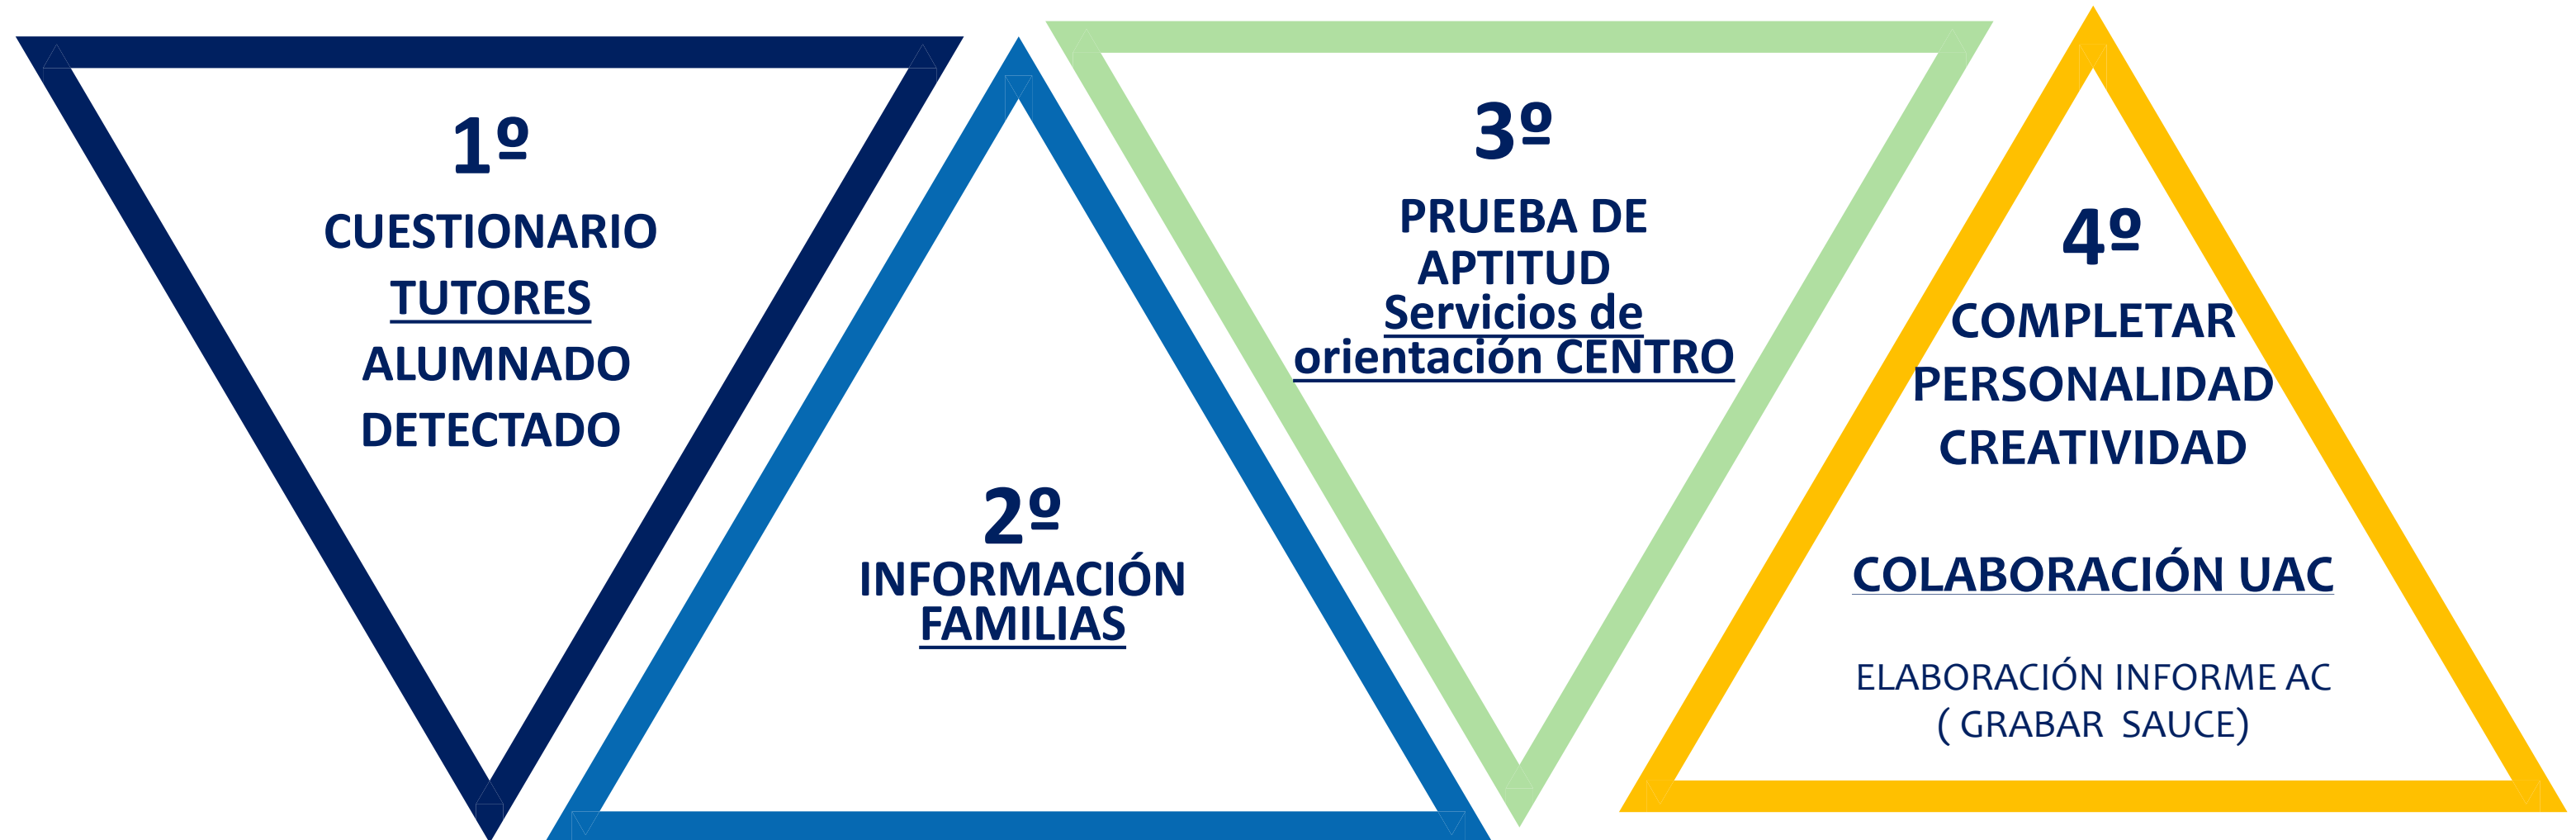 1º
CUESTIONARIO
TUTORES
ALUMNADO
DETECTADO
2º
INFORMACIÓN
FAMILIAS
3º
PRUEBA DE
APTITUD
Servicios de
orientación CENTRO
4º
COMPLETAR
PERSONALIDAD
CREATIVIDAD
COLABORACIÓN UAC
ELABORACIÓN INFORME AC
( GRABAR SAUCE)